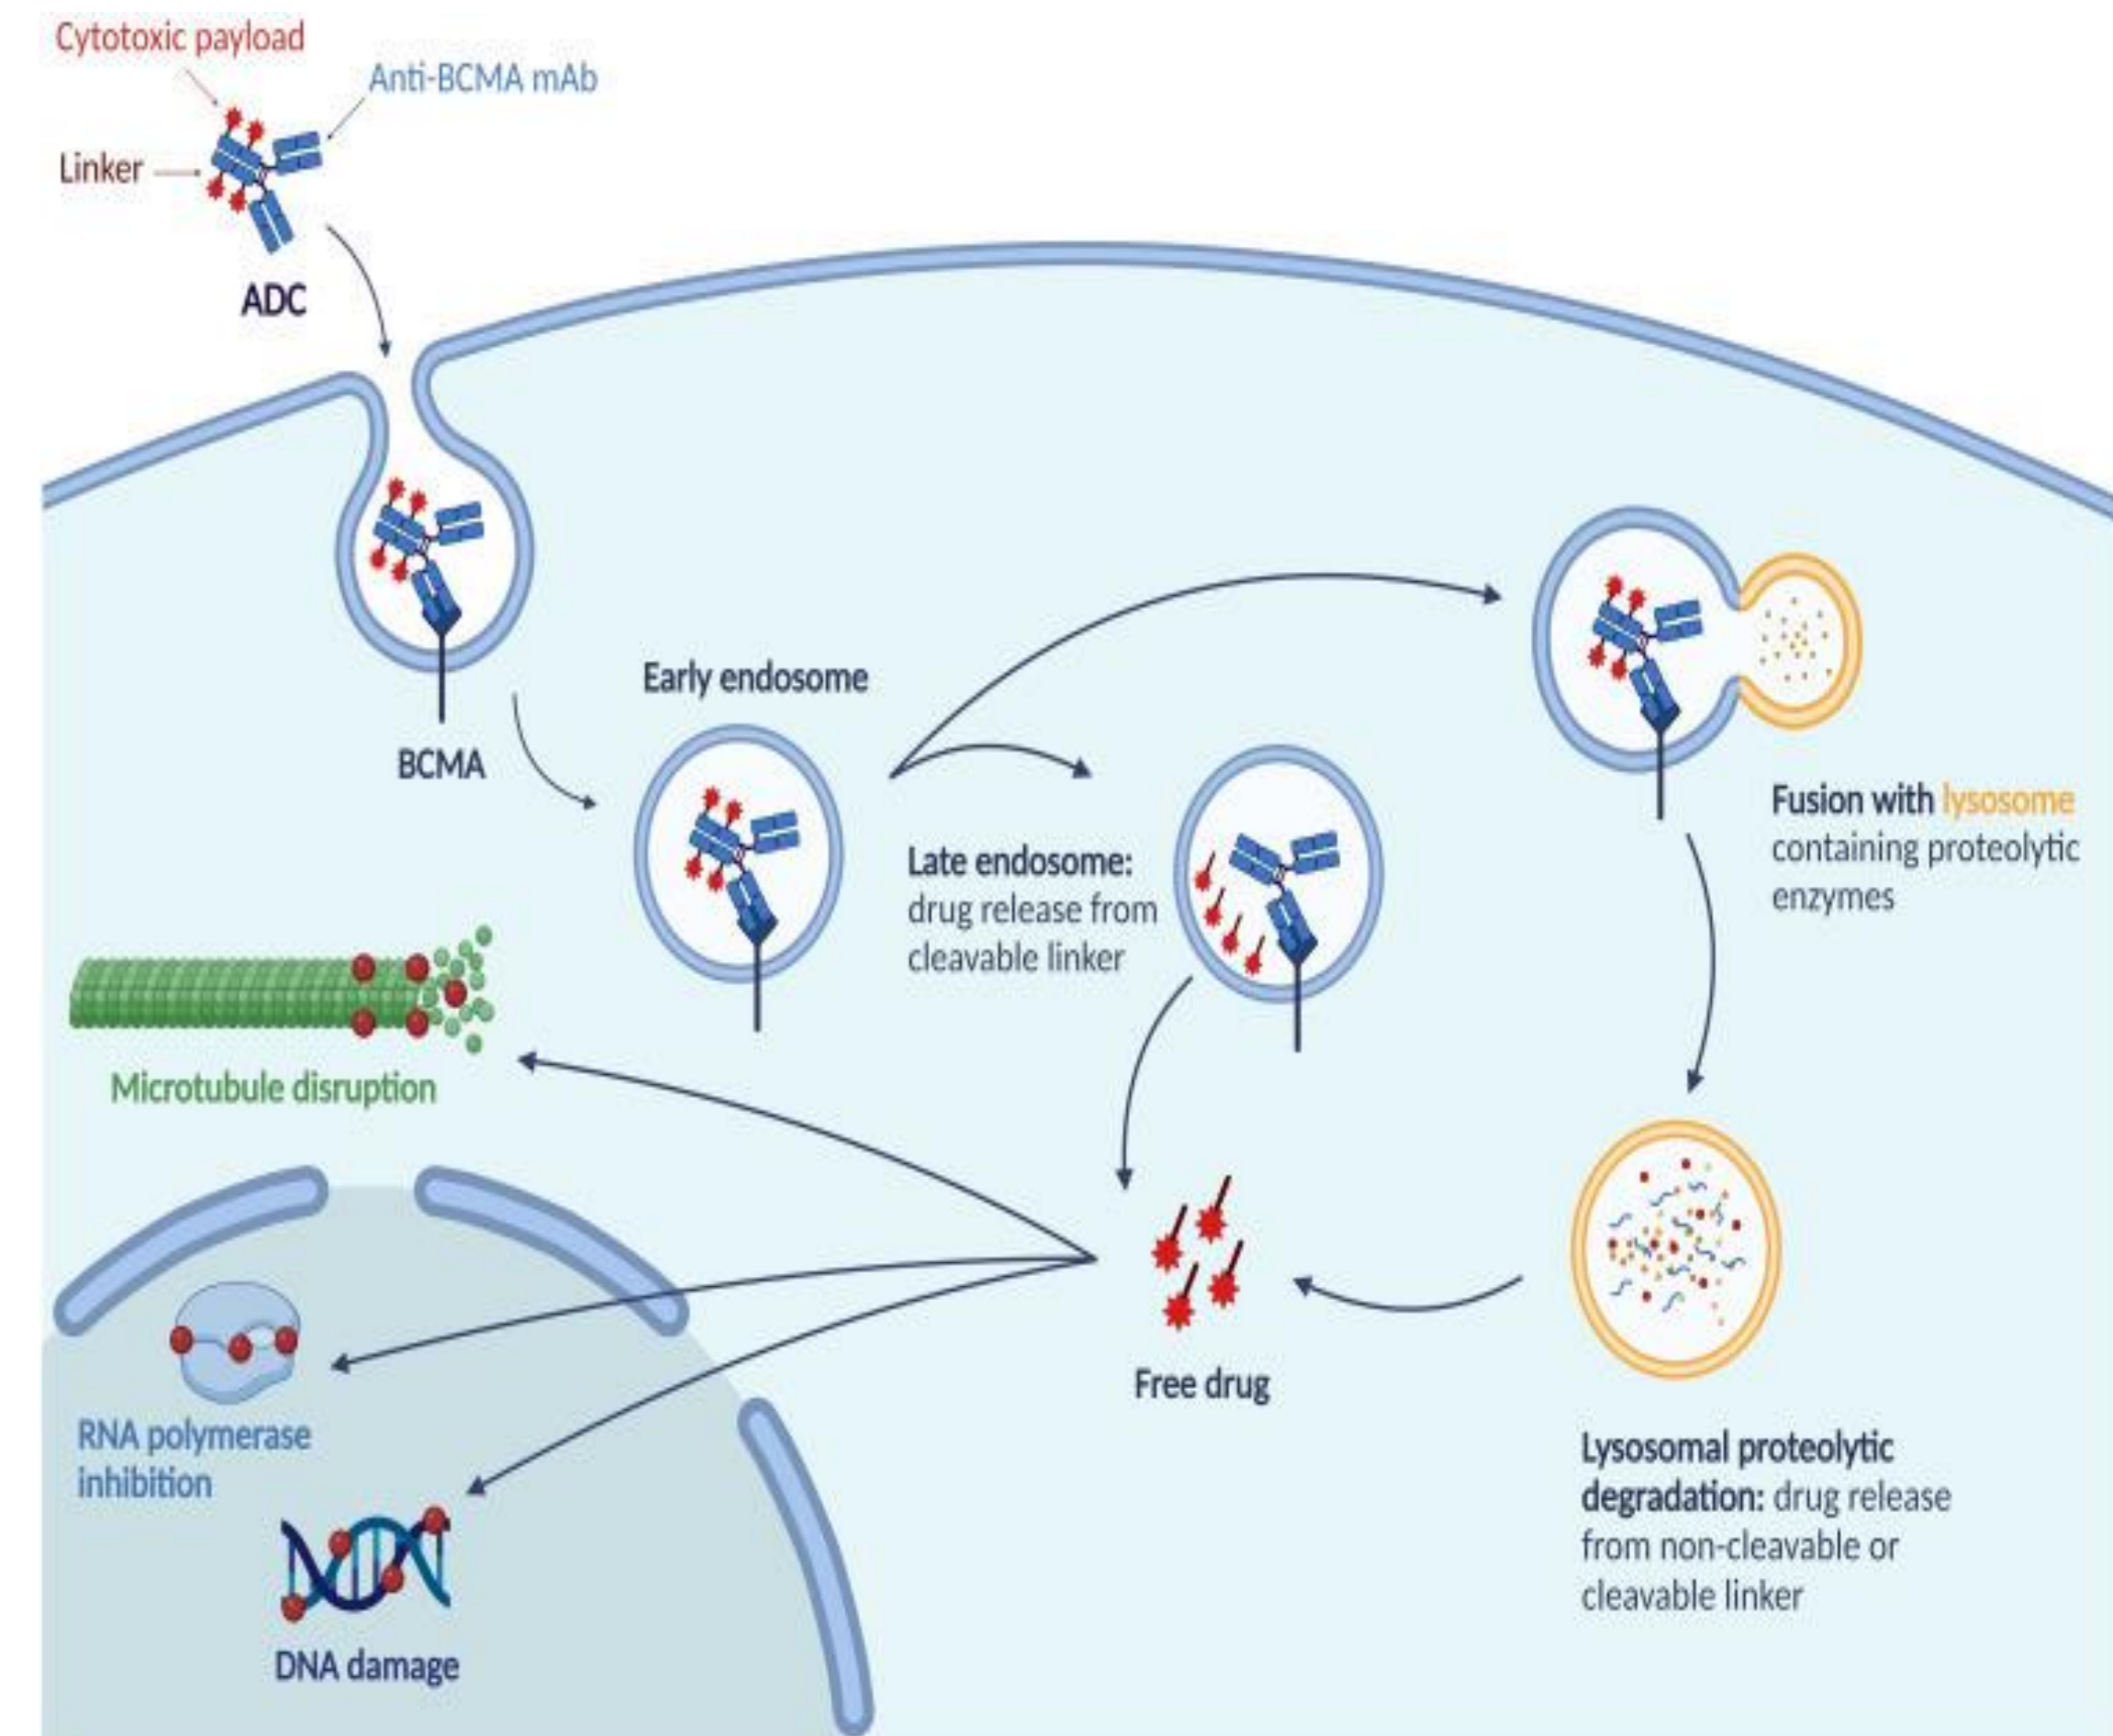 Cytotoxic payload
Anti-BCMA mAb
Linker
ADC
BCMA
Early endosome
Late endosome:
drug release from
cleavable linker
Fusion with lysosome
containing proteolytic
enzymes
Microtubule disruption
Free drug
RNA polymerase
inhibition
DNA damage
Lysosomal proteolytic
degradation: drug release
from non-cleavable or
cleavable linker